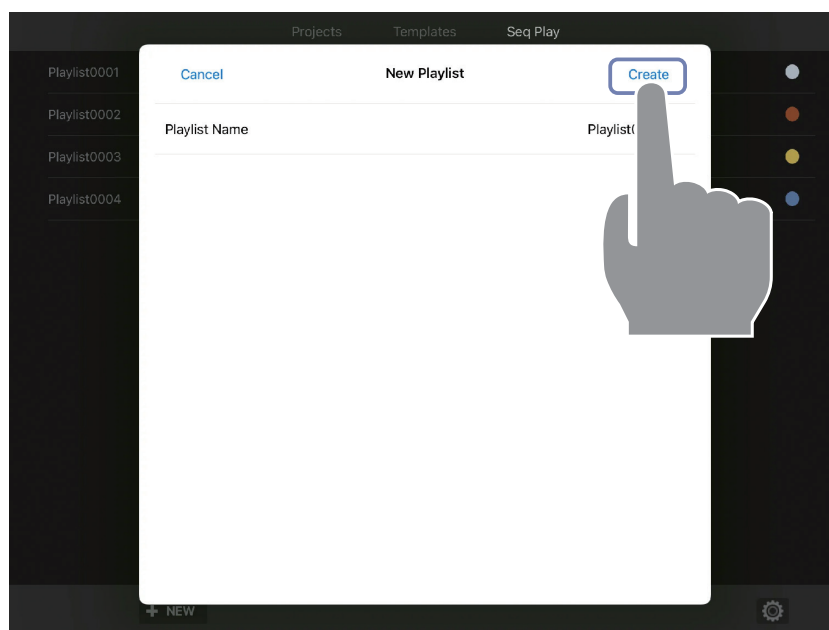 Projects Templates Seq Play
Cancel New Playlist Create
Playlist Name
Playlist0001
Playlist0002
Playlist0003
Playlist0004
+ NEW